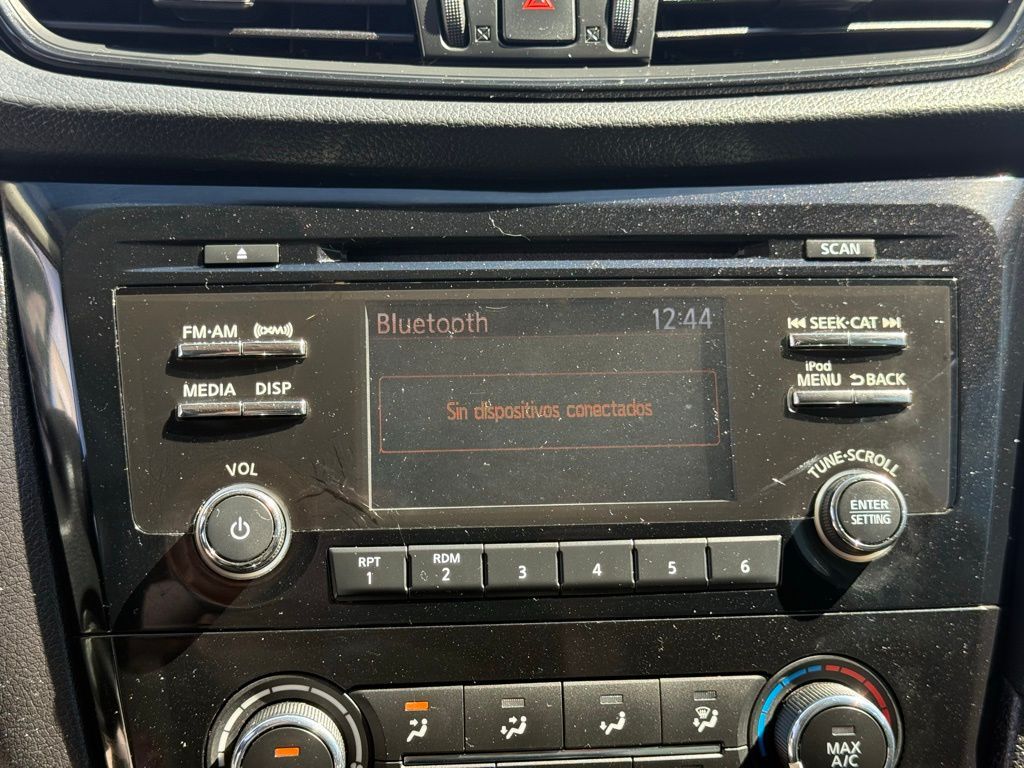 SCAN
FM·AM
((XM))
MEDIA
DISP
VOL
Bluetooth 12:44
Sin dispositivos conectados
SEEK·CAT
iPod
MENU
BACK
TUNE·SCROLL
ENTER
SETTING
RPT
1
RDM
2
3
4
5
6
MAX
A/C